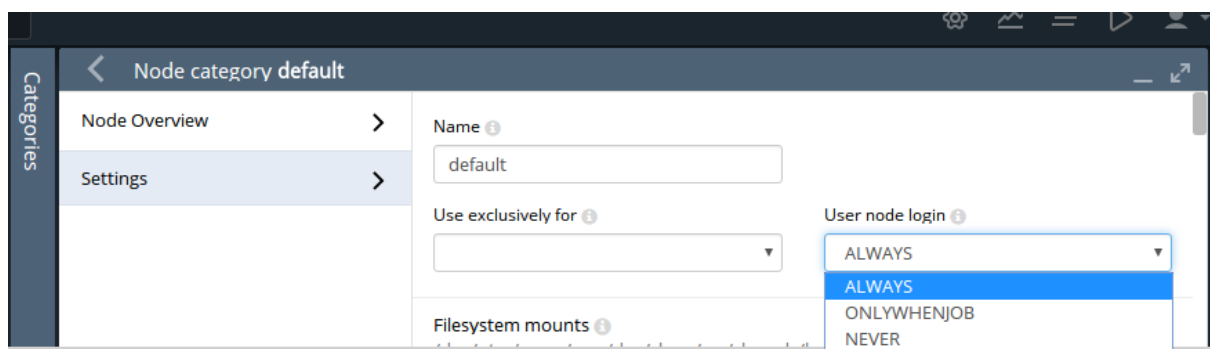 Categories
Node category default
Node Overview
Settings
Name
default
Use exclusively for
User node login
ALWAYS
ALWAYS
ONLYWHENJOB
NEVER
Filesystem mounts